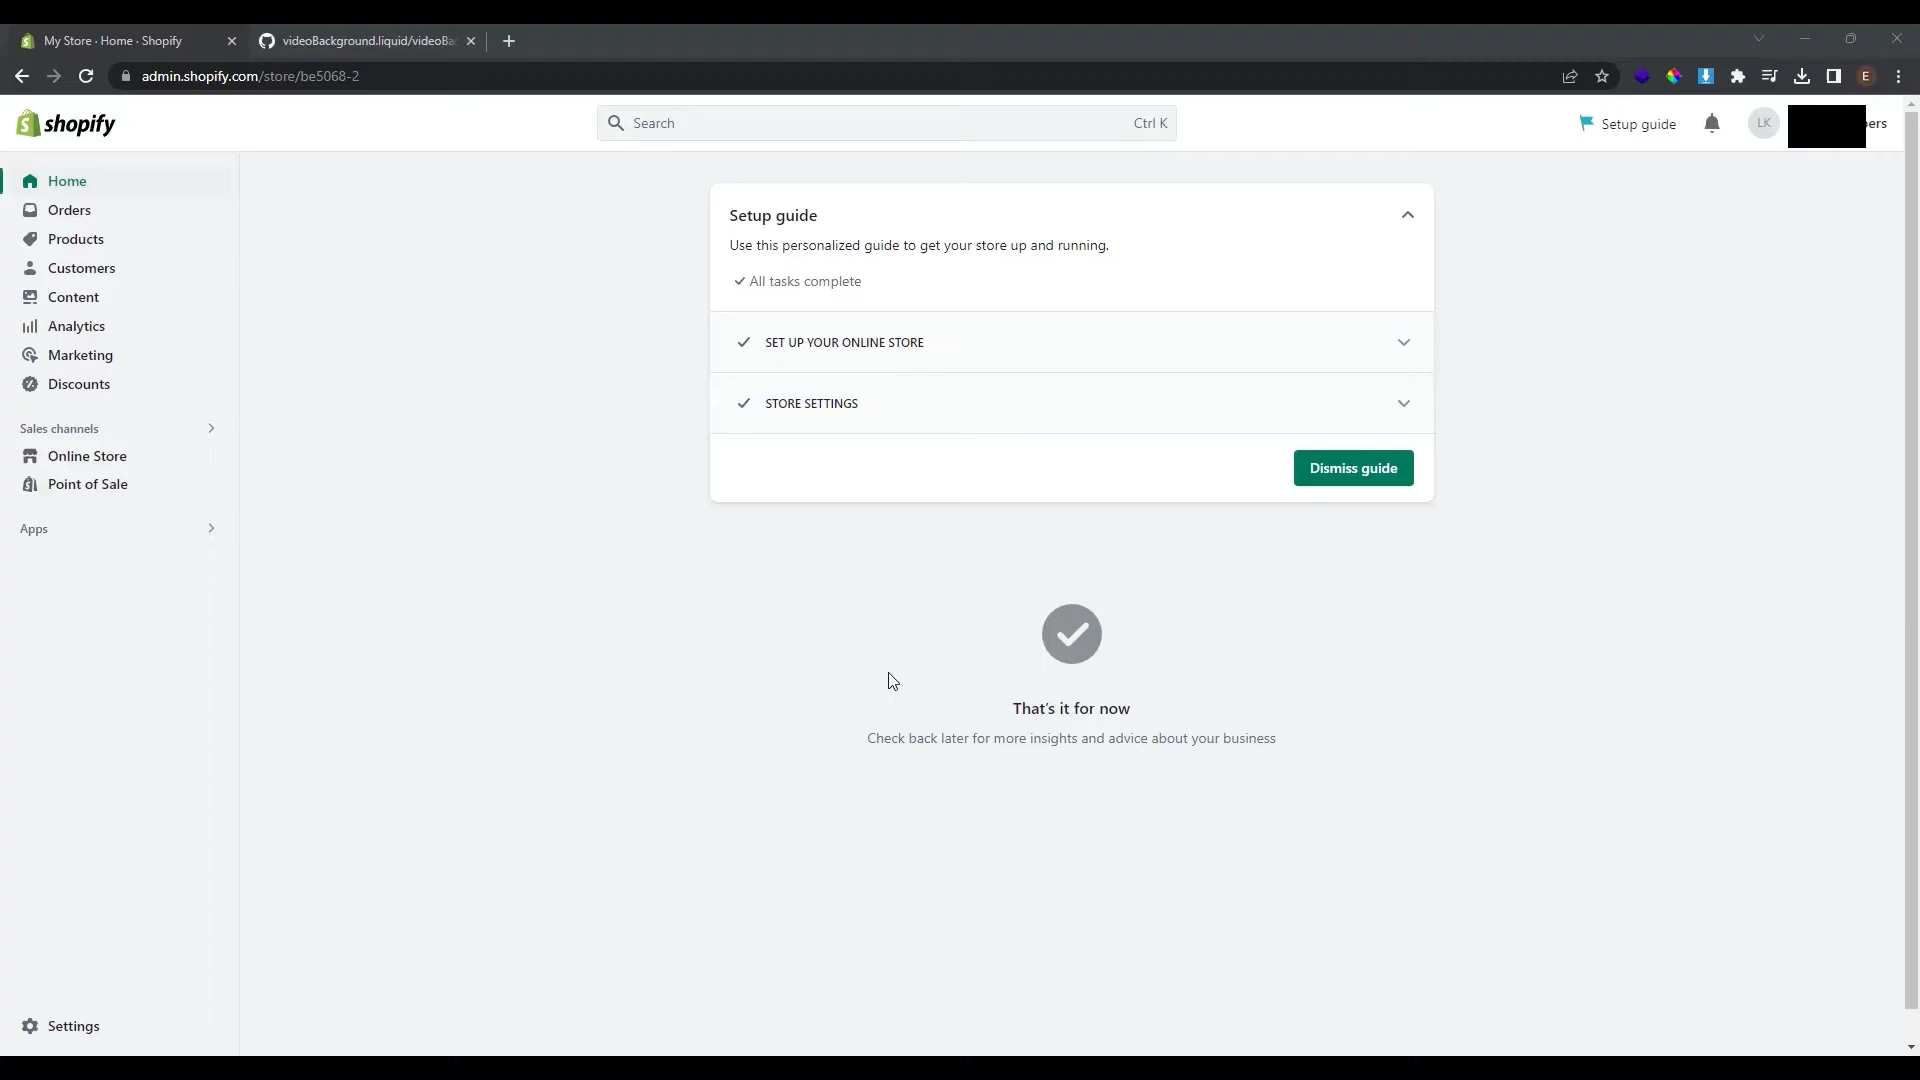 My Store · Home · Shopify
videoBackground.liquid/videoBa
admin.shopify.com/store/be5068-2
E
shopify
Search
Ctrl K
Setup guide
LK
Home
Orders
Products
Customers
Content
Analytics
Marketing
Discounts
Sales channels
Online Store
Point of Sale
Apps
Settings
Setup guide
Use this personalized guide to get your store up and running.
All tasks complete
SET UP YOUR ONLINE STORE
STORE SETTINGS
Dismiss guide
That's it for now
Check back later for more insights and advice about your business